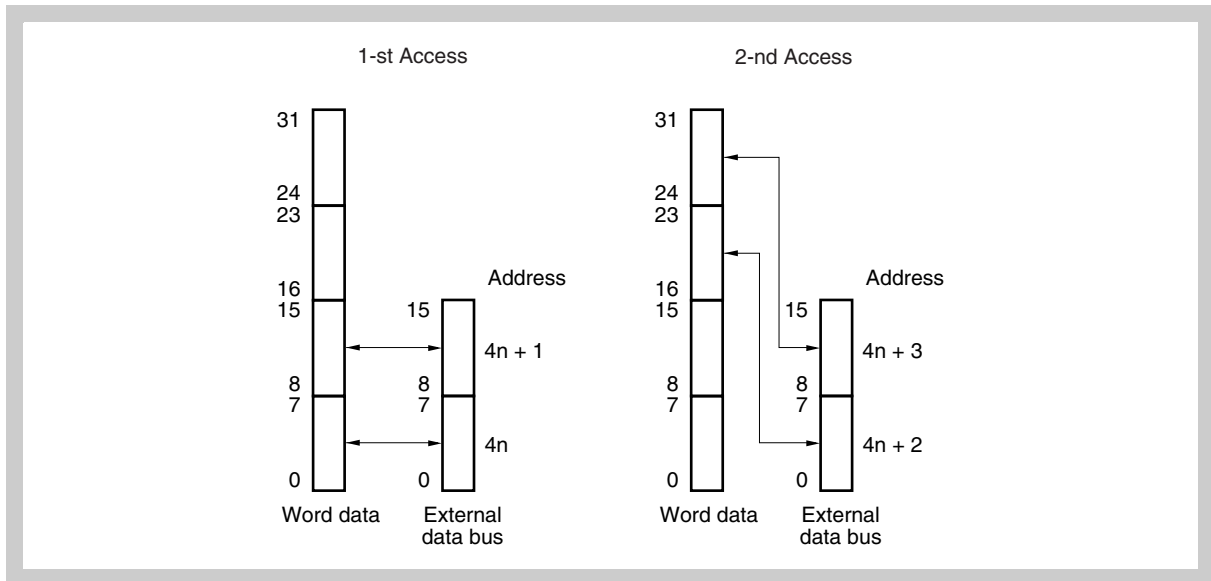 1-st Access
31
24
23
16
15
8
7
0
Word data
Address
15
4n + 1
8
7
4n
0
External
data bus
2-nd Access
31
24
23
16
15
8
7
0
Word data
Address
15
4n + 3
8
7
4n + 2
0
External
data bus